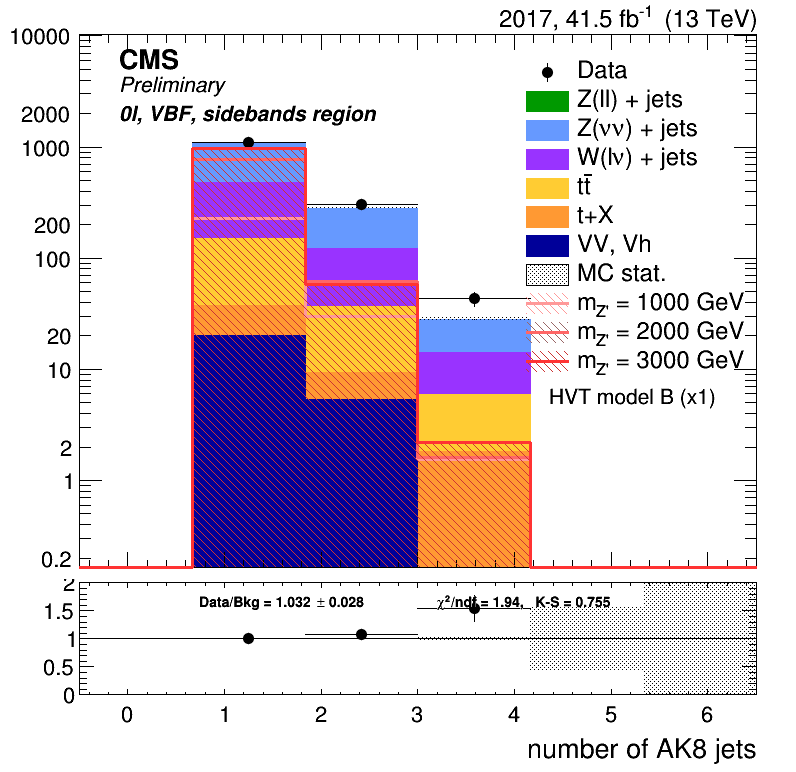 2017, 41.5 fb⁻¹ (13 TeV)
CMS
Preliminary
0l, VBF, sidebands region
Data
Z(ll) + jets
Z(νν) + jets
W(lν) + jets
tt̄
t+X
VV, Vh
MC stat.
m_Z' = 1000 GeV
m_Z' = 2000 GeV
m_Z' = 3000 GeV
HVT model B (x1)
10000
2000
1000
200
100
20
10
2
1
0.2
Data/Bkg = 1.032 ± 0.028
χ²/ndf = 1.94, K-S = 0.755
2
1.5
1
0.5
0
0 1 2 3 4 5 6
number of AK8 jets